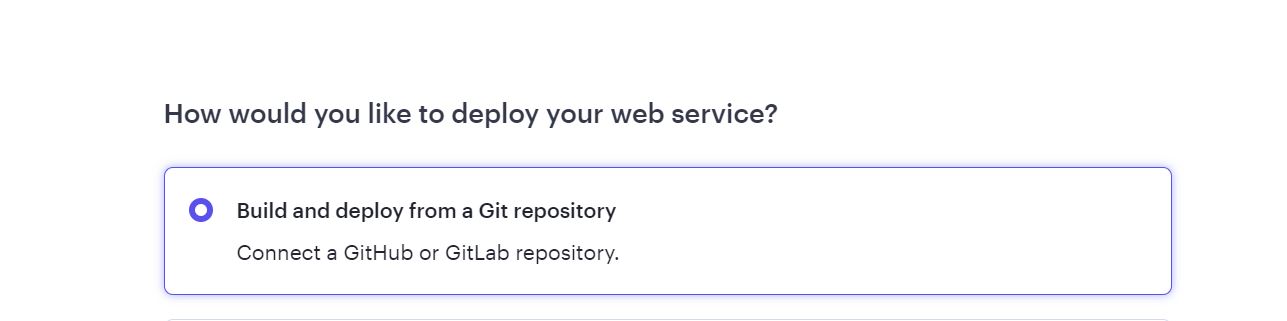 How would you like to deploy your web service?
Build and deploy from a Git repository
Connect a GitHub or GitLab repository.